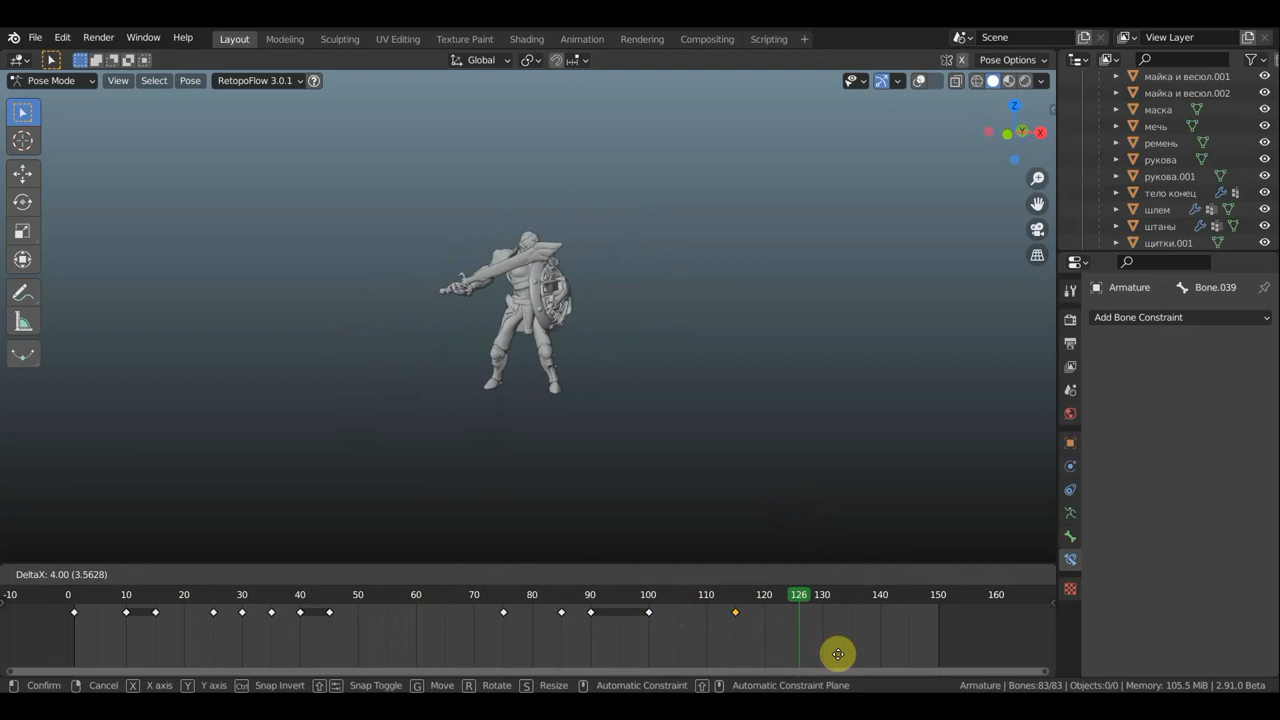 File Edit Render Window Help Layout Modeling Sculpting UV Editing Texture Paint Shading Animation Rendering Compositing Scripting + Scene View Layer
Global X Pose Options
Pose Mode View Select Pose RetopoFlow 3.0.1 ?
майка и весюл.001
майка и весюл.002
маска
мечь
ремень
рукова
рукова.001
тело конец
шлем
штаны
щитки.001
Z
Y
X
Armature Bone.039
Add Bone Constraint
DeltaX: 4.00 (3.5628)
-10 0 10 20 30 40 50 60 70 80 90 100 110 120 126 130 140 150 160
Confirm Cancel X X axis Y Y axis Ctrl Snap Invert Snap Toggle G Move R Rotate S Resize Automatic Constraint Automatic Constraint Plane Armature | Bones:83/83 | Objects:0/0 | Memory: 105.5 MiB | 2.91.0 Beta